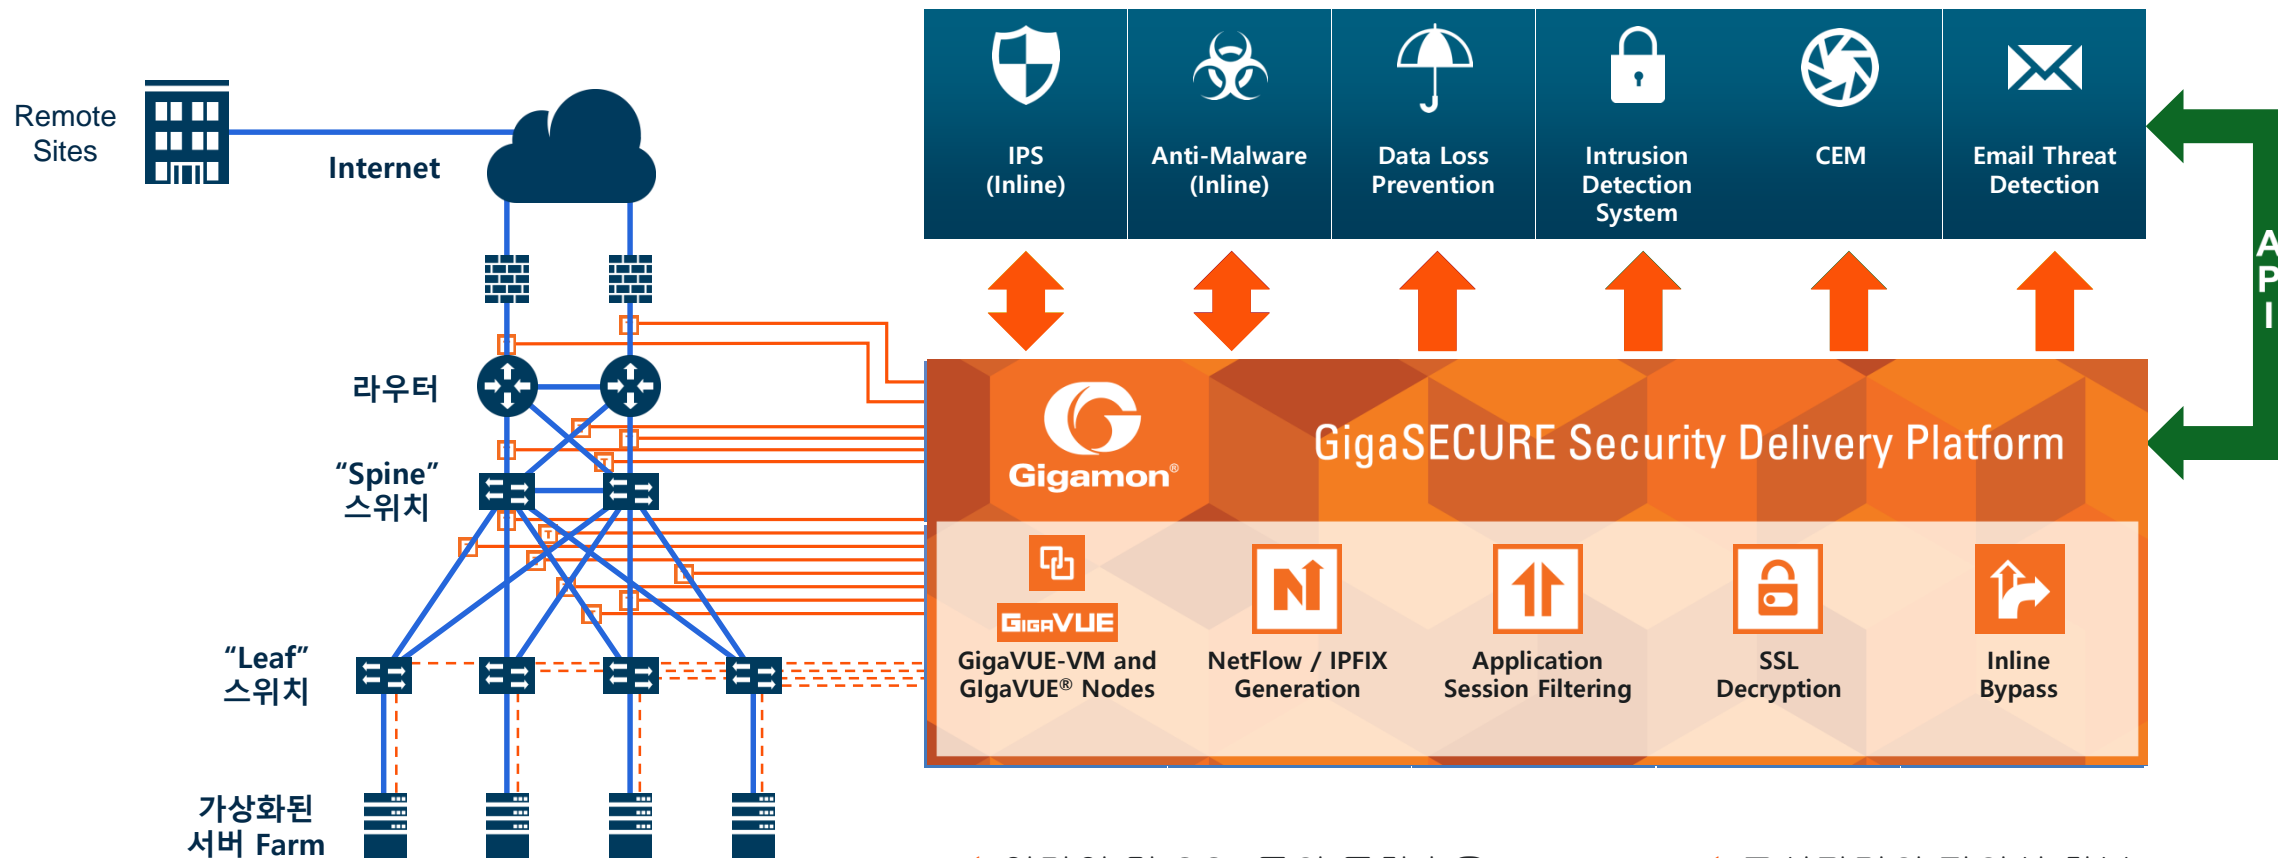 Remote
Sites
Internet
라우터
“Spine”
스위치
“Leaf”
스위치
가상화된
서버 Farm
IPS
(Inline)
Anti-Malware
(Inline)
Data Loss
Prevention
Intrusion
Detection
System
CEM
Email Threat
Detection
A
P
I
Gigamon®
GigaSECURE Security Delivery Platform
GIGAVUE
GigaVUE-VM and
GIgaVUE® Nodes
NetFlow / IPFIX
Generation
Application
Session Filtering
SSL
Decryption
Inline
Bypass